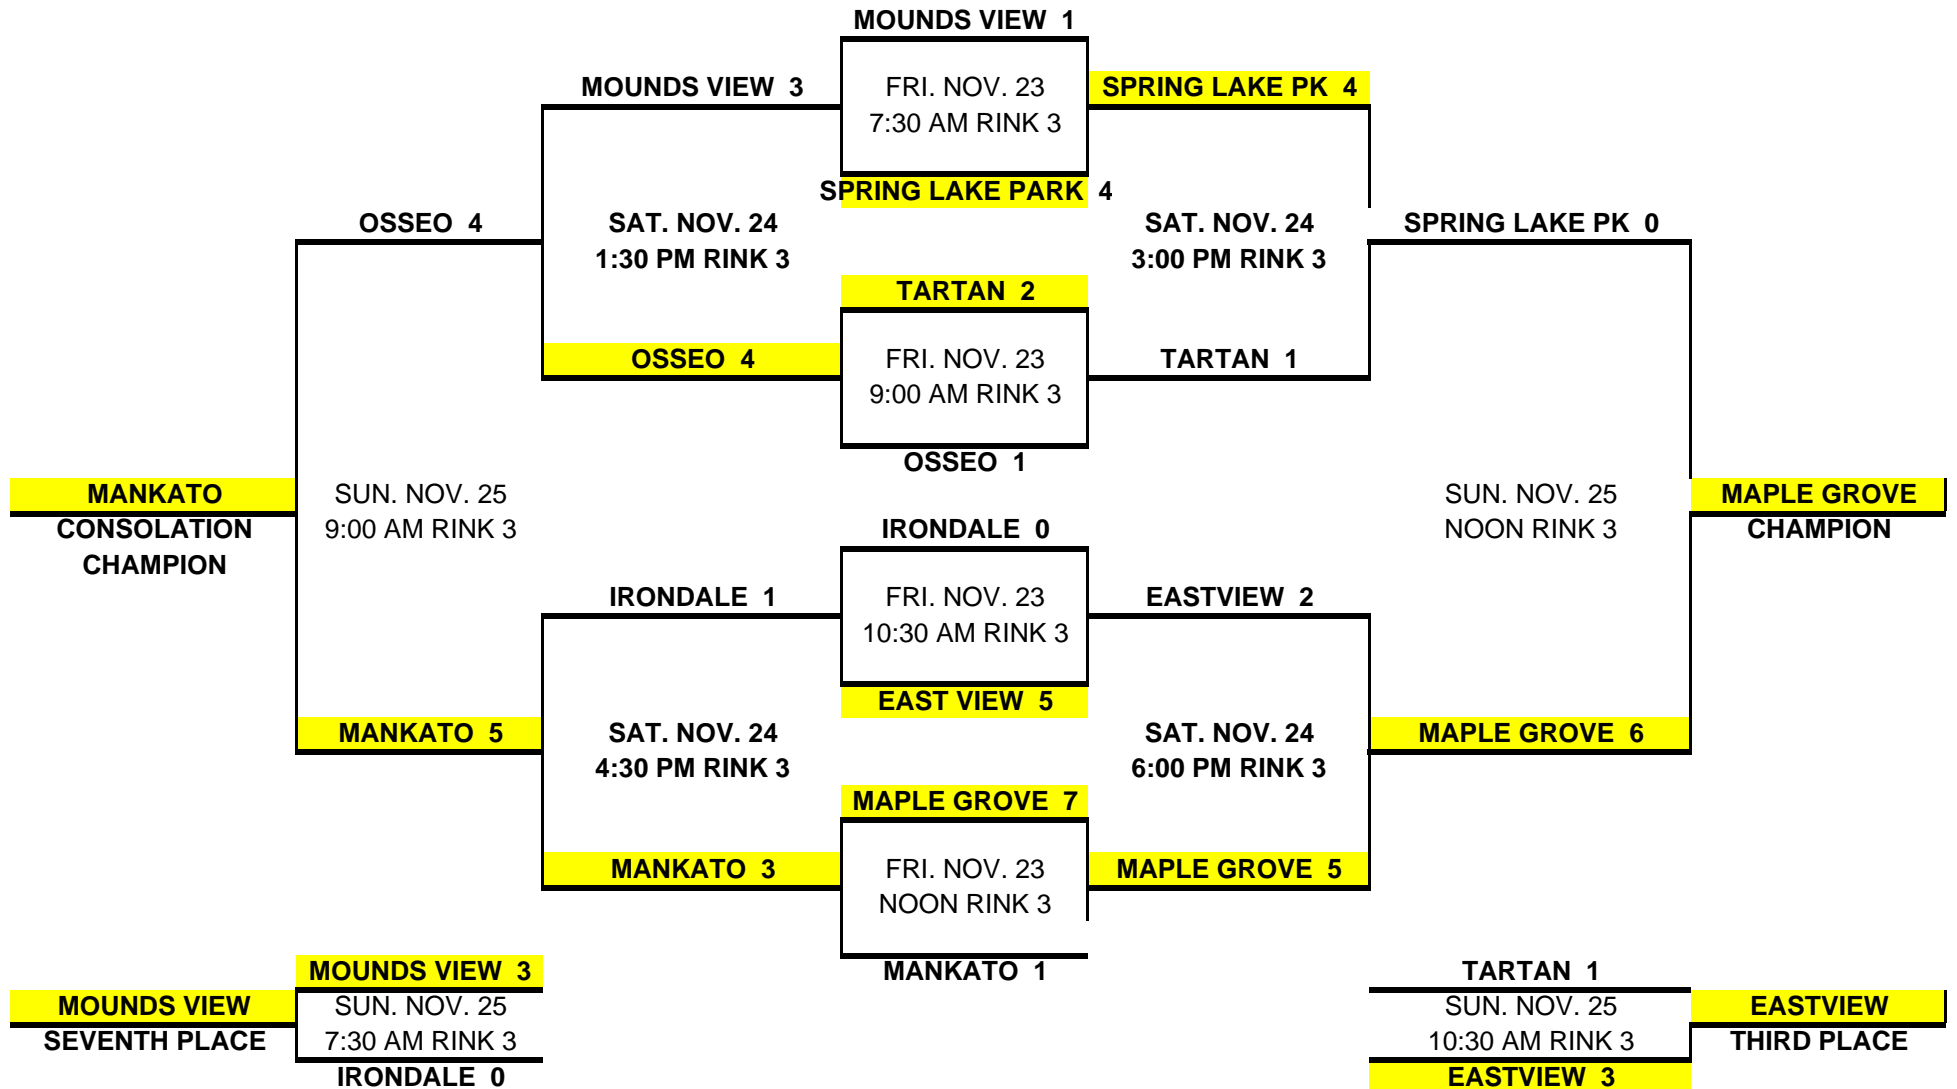 MOUNDS VIEW 1
MOUNDS VIEW 3
FRI. NOV. 23
7:30 AM RINK 3
SPRING LAKE PK 4
SPRING LAKE PARK 4
OSSEO 4
SAT. NOV. 24
1:30 PM RINK 3
SAT. NOV. 24
3:00 PM RINK 3
SPRING LAKE PK 0
TARTAN 2
OSSEO 4
FRI. NOV. 23
9:00 AM RINK 3
TARTAN 1
OSSEO 1
MANKATO
CONSOLATION
CHAMPION
SUN. NOV. 25
9:00 AM RINK 3
SUN. NOV. 25
NOON RINK 3
MAPLE GROVE
CHAMPION
IRONDALE 0
IRONDALE 1
FRI. NOV. 23
10:30 AM RINK 3
EASTVIEW 2
EAST VIEW 5
MANKATO 5
SAT. NOV. 24
4:30 PM RINK 3
SAT. NOV. 24
6:00 PM RINK 3
MAPLE GROVE 6
MAPLE GROVE 7
MANKATO 3
FRI. NOV. 23
NOON RINK 3
MAPLE GROVE 5
MANKATO 1
MOUNDS VIEW 3
MOUNDS VIEW
SEVENTH PLACE
SUN. NOV. 25
7:30 AM RINK 3
IRONDALE 0
TARTAN 1
SUN. NOV. 25
10:30 AM RINK 3
EASTVIEW
THIRD PLACE
EASTVIEW 3